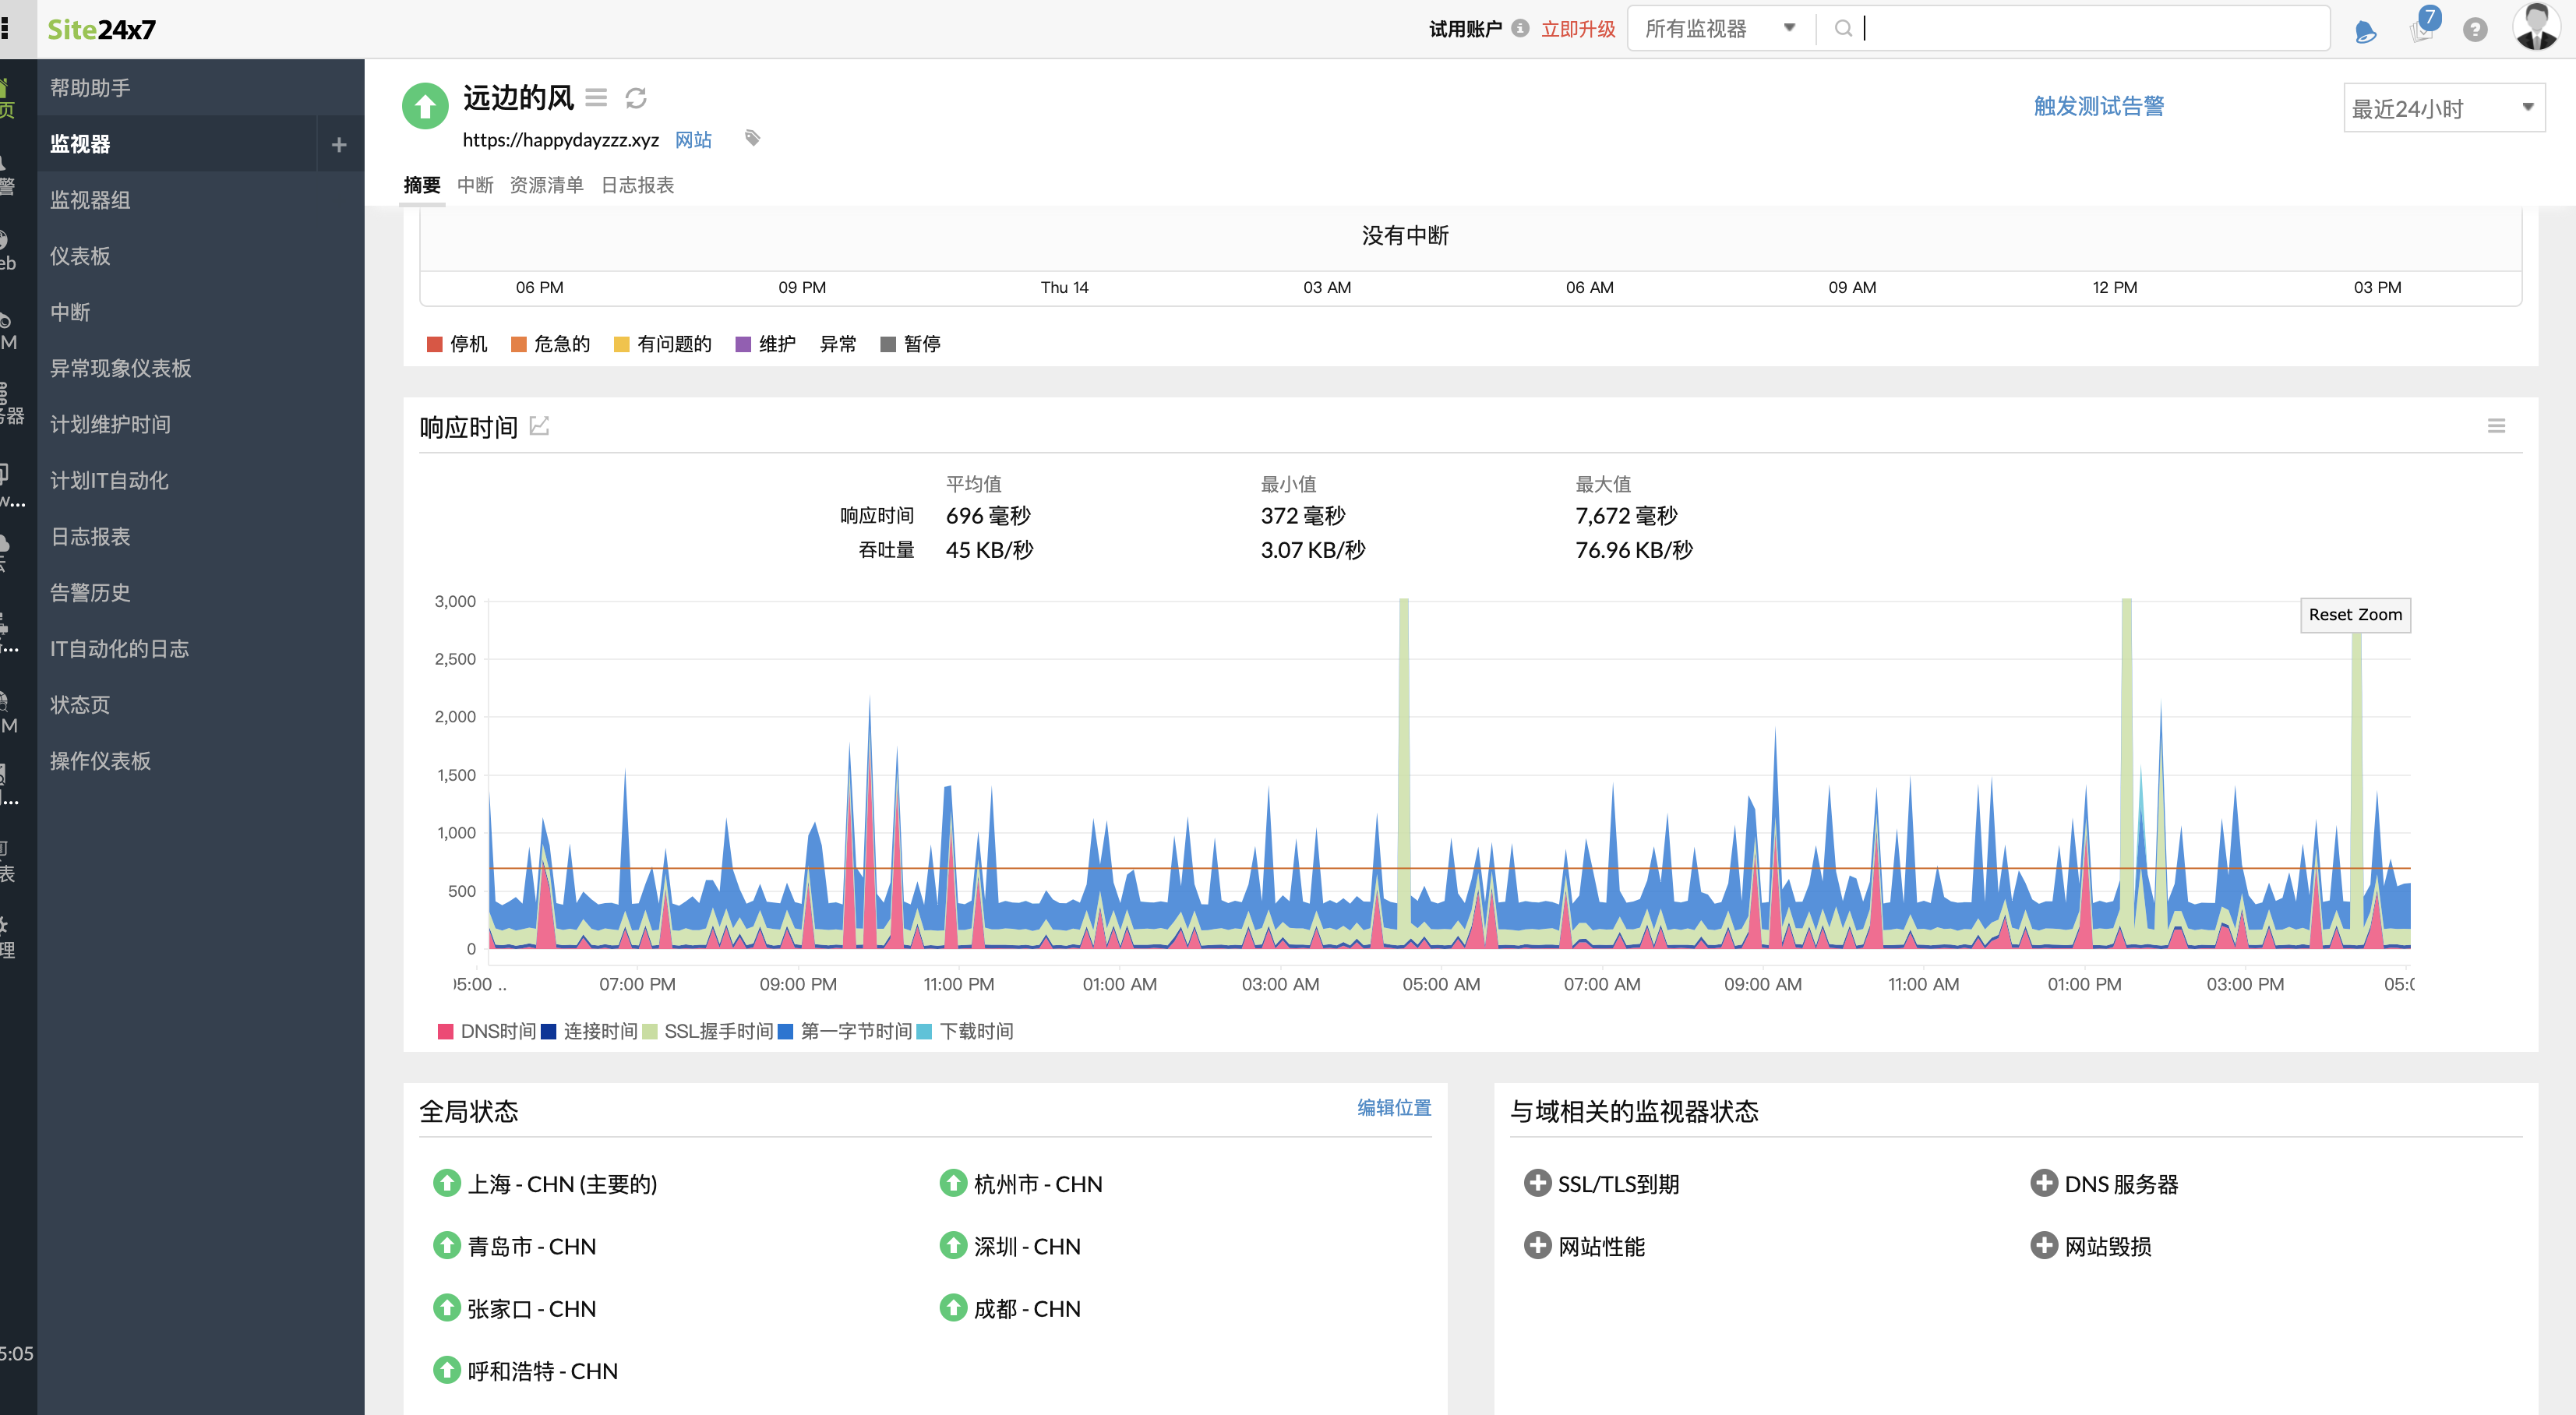 Site24x7
试用账户 立即升级 所有监视器
7
帮助助手
监视器
监视器组
仪表板
中断
异常现象仪表板
计划维护时间
计划IT自动化
日志报表
告警历史
IT自动化的日志
状态页
操作仪表板
页
警
eb
M
w...
M
表
理
5:05
远边的风
https://happydayzzz.xyz 网站
触发测试告警
最近24小时
摘要 中断 资源清单 日志报表
没有中断
06 PM 09 PM Thu 14 03 AM 06 AM 09 AM 12 PM 03 PM
停机 危急的 有问题的 维护 异常 暂停
响应时间
平均值 最小值 最大值
响应时间 696 毫秒 372 毫秒 7,672 毫秒
吞吐量 45 KB/秒 3.07 KB/秒 76.96 KB/秒
Reset Zoom
3,000
2,500
2,000
1,500
1,000
500
0
05:00 .. 07:00 PM 09:00 PM 11:00 PM 01:00 AM 03:00 AM 05:00 AM 07:00 AM 09:00 AM 11:00 AM 01:00 PM 03:00 PM 05:0
DNS时间 连接时间 SSL握手时间 第一字节时间 下载时间
全局状态 编辑位置
上海 - CHN (主要的) 杭州市 - CHN
青岛市 - CHN 深圳 - CHN
张家口 - CHN 成都 - CHN
呼和浩特 - CHN
与域相关的监视器状态
SSL/TLS到期 DNS 服务器
网站性能 网站毁损